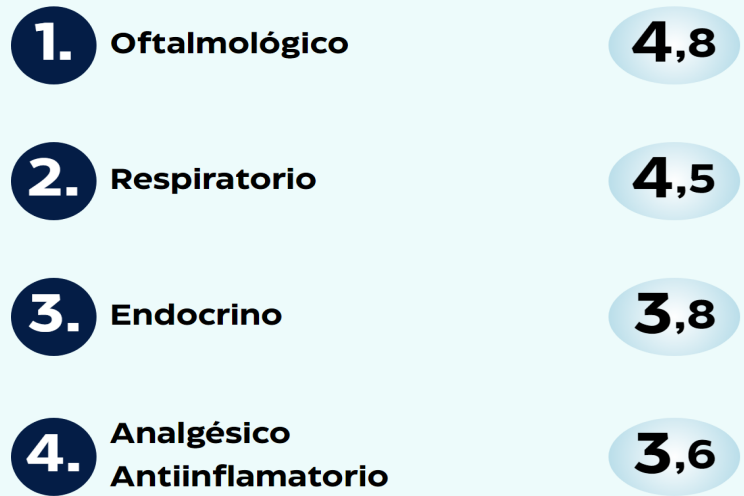 1. Oftalmológico 4,8
2. Respiratorio 4,5
3. Endocrino 3,8
4. Analgésico
Antiinflamatorio 3,6